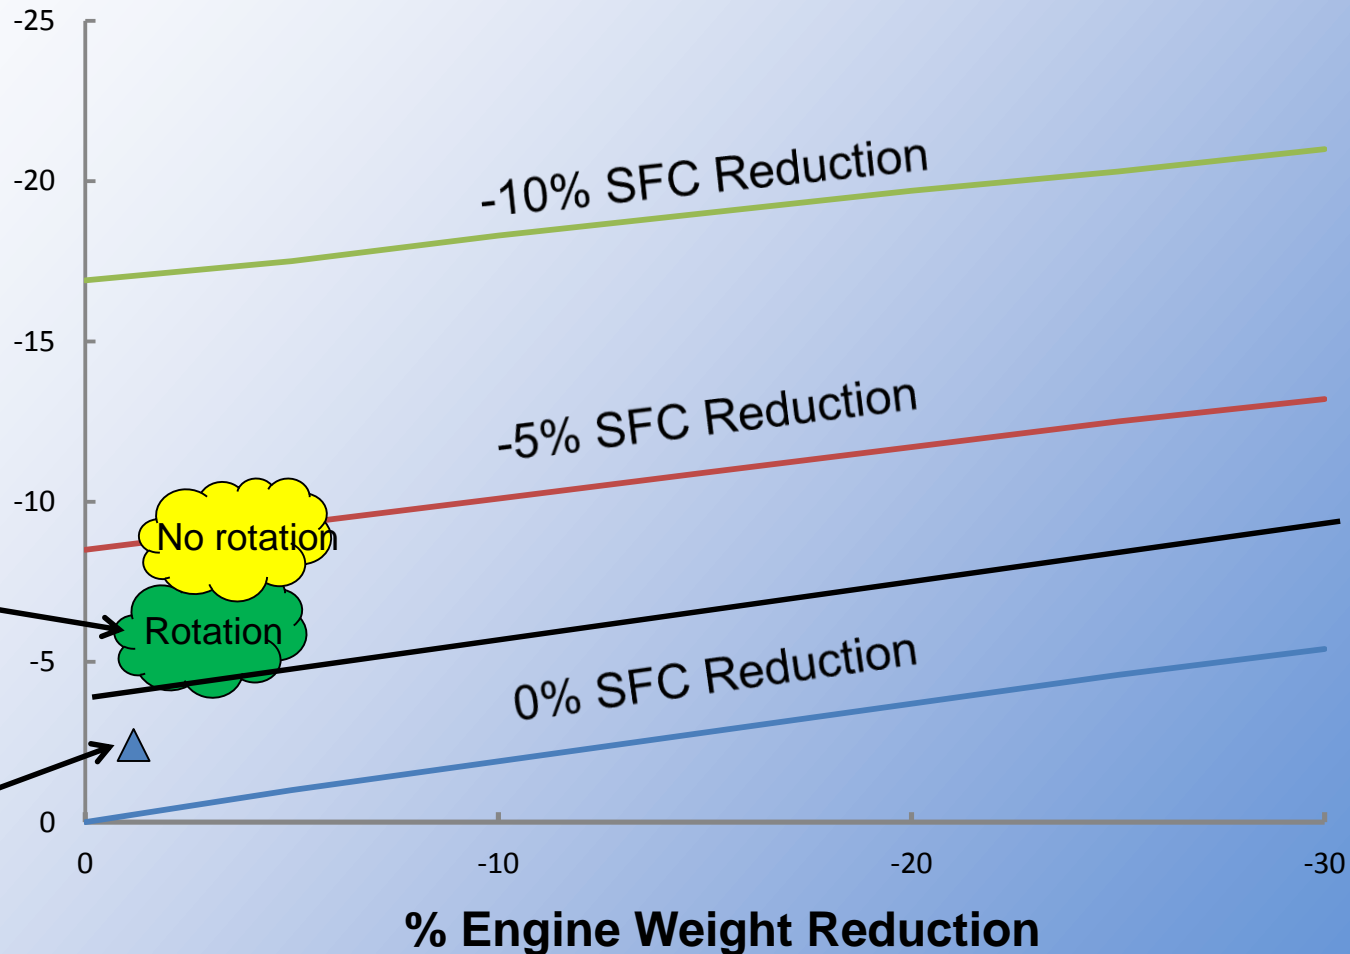 -25
-20
-15
-10
-5
0
-10% SFC Reduction
-5% SFC Reduction
No rotation
Rotation
0% SFC Reduction
0
-10
-20
-30
% Engine Weight Reduction